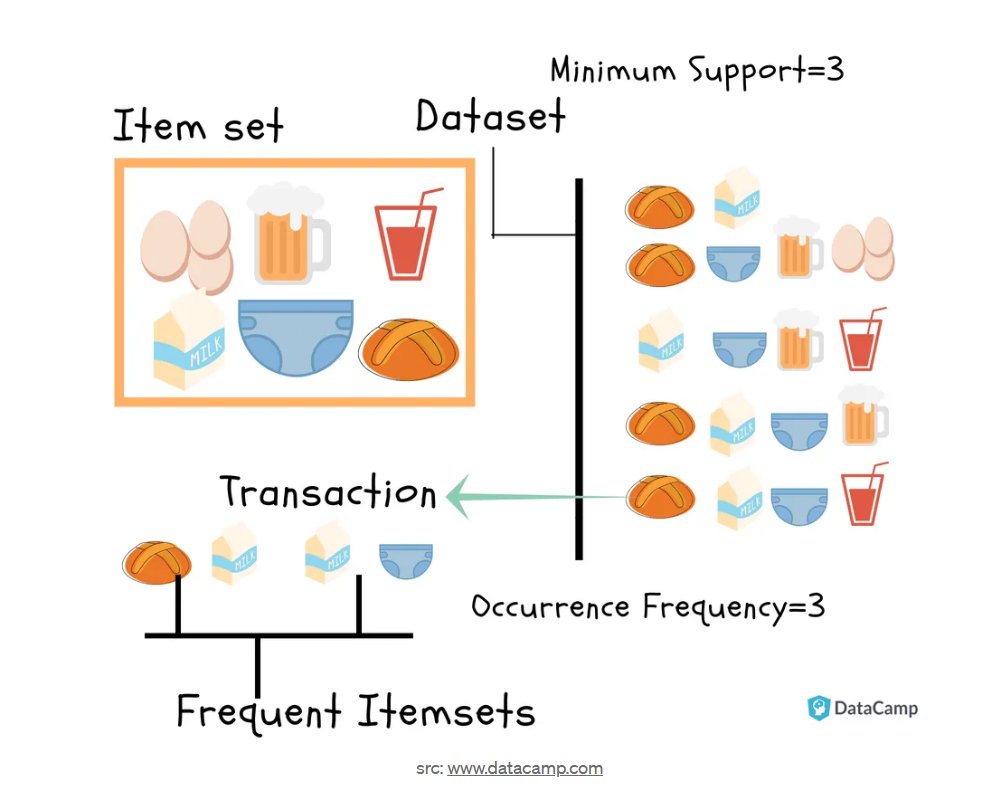 Minimum Support=3
Dataset
Item set
MILK
MILK
MILK
MILK
MILK
Transaction
MILK
MILK
MILK
Occurrence Frequency=3
Frequent Itemsets
DataCamp
src: www.datacamp.com